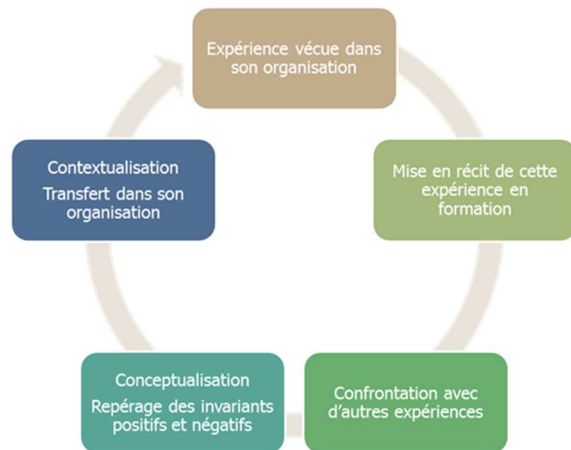 Expérience vécue dans
son organisation
Mise en récit de cette
expérience en
formation
Confrontation avec
d'autres expériences
Conceptualisation
Repérage des invariants
positifs et négatifs
Contextualisation
Transfert dans son
organisation